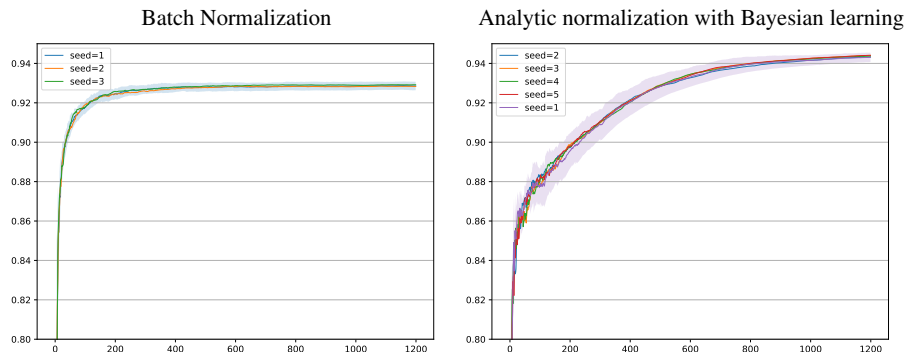 Batch Normalization
seed=1
seed=2
seed=3
0.94
0.92
0.90
0.88
0.86
0.84
0.82
0.80
0 200 400 600 800 1000 1200
Analytic normalization with Bayesian learning
seed=2
seed=3
seed=4
seed=5
seed=1
0.94
0.92
0.90
0.88
0.86
0.84
0.82
0.80
0 200 400 600 800 1000 1200